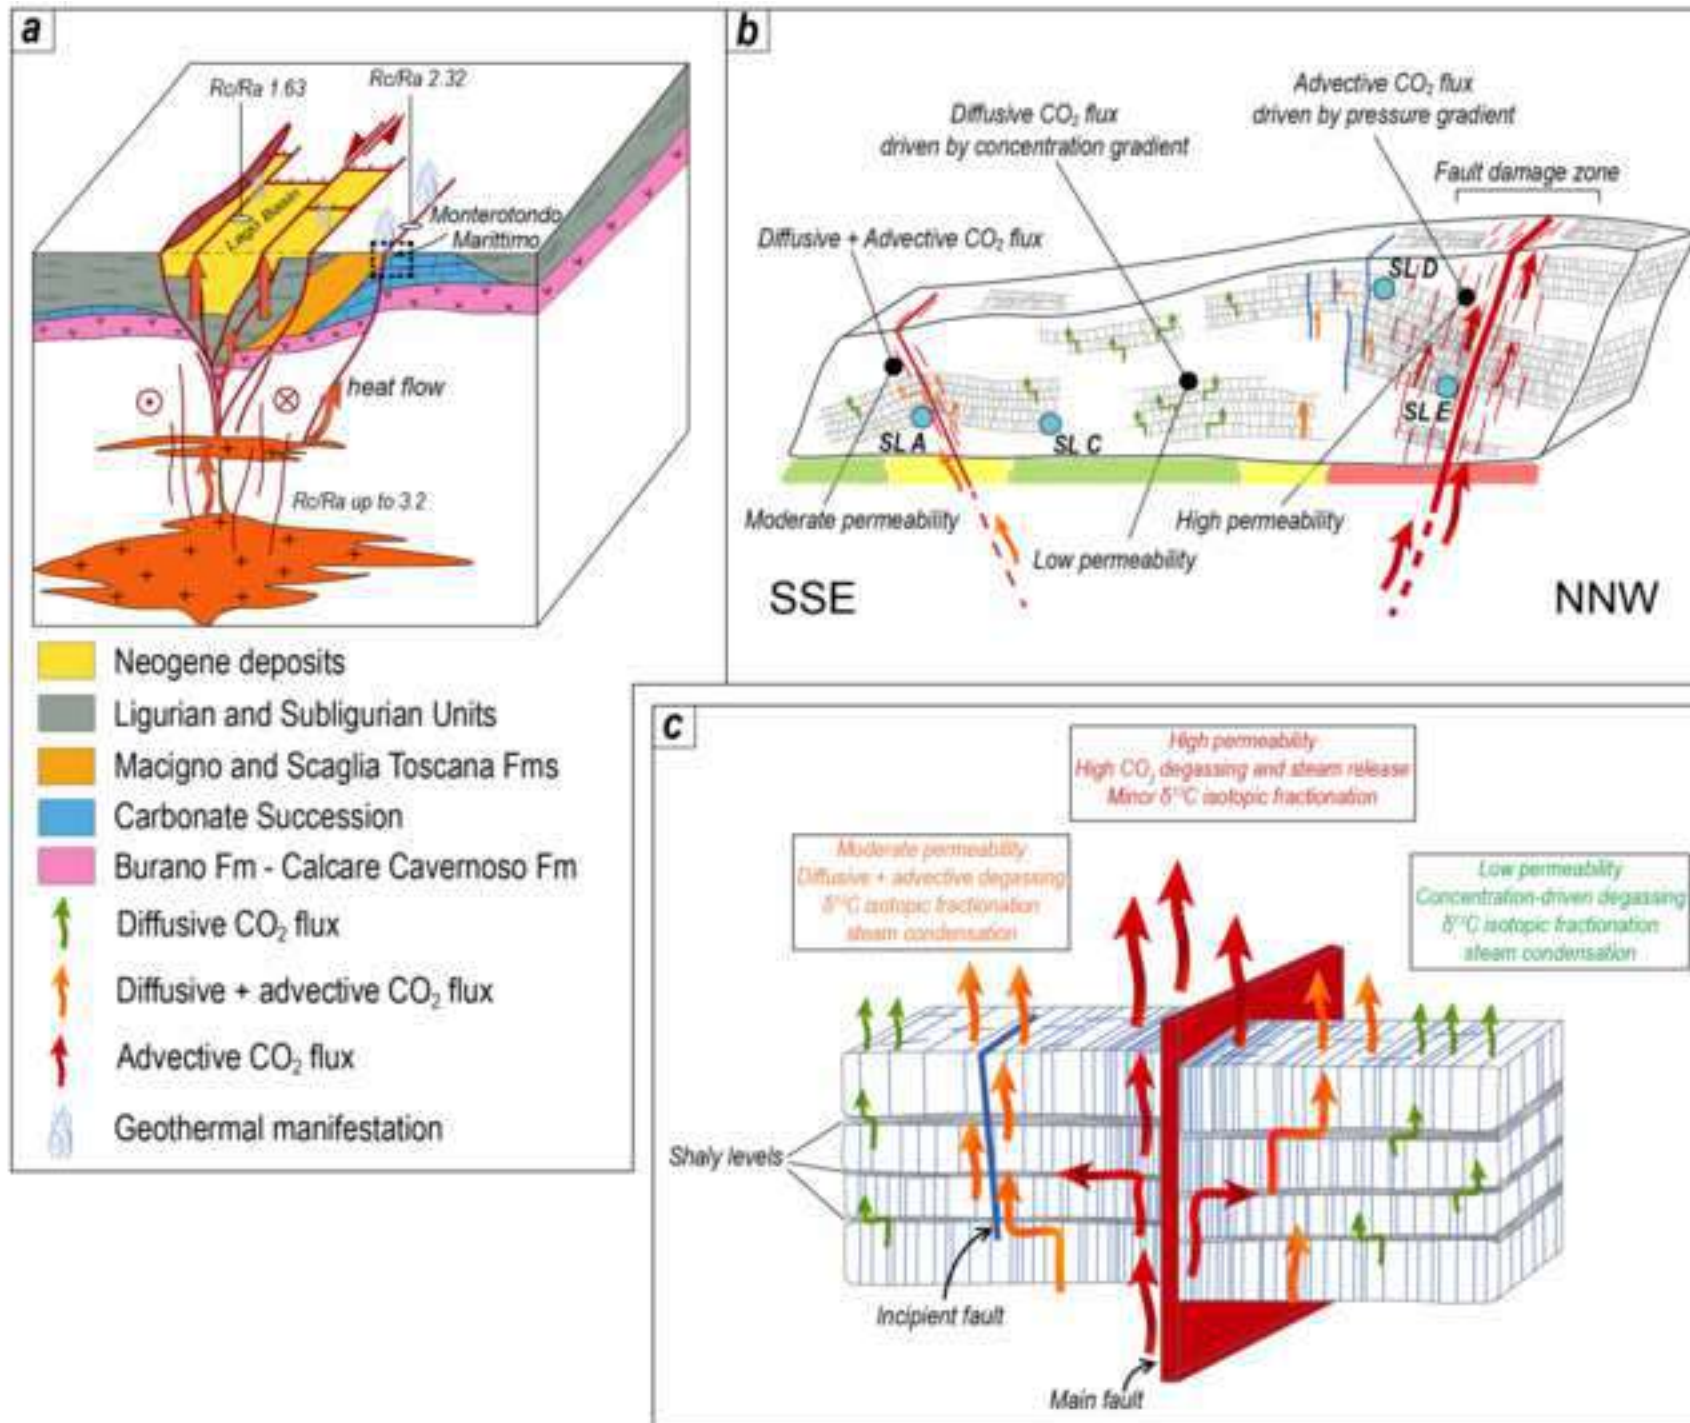 a
Rc/Ra 1.63
Rc/Ra 2.32
Lago Basin
Monterotondo
Marittimo
heat flow
Rc/Ra up to 3.2
Neogene deposits
Ligurian and Subligurian Units
Macigno and Scaglia Toscana Fms
Carbonate Succession
Burano Fm - Calcare Cavernoso Fm
Diffusive CO₂ flux
Diffusive + advective CO₂ flux
Advective CO₂ flux
Geothermal manifestation
b
Advective CO₂ flux
driven by pressure gradient
Diffusive CO₂ flux
driven by concentration gradient
Fault damage zone
Diffusive + Advective CO₂ flux
SL D
SL E
SL A
SL C
Moderate permeability
High permeability
Low permeability
SSE
NNW
c
High permeability
High CO₂ degassing and steam release
Minor δ¹³C isotopic fractionation
Moderate permeability
Diffusive + advective degassing
δ¹³C isotopic fractionation
steam condensation
Low permeability
Concentration-driven degassing
δ¹³C isotopic fractionation
steam condensation
Shaly levels
Incipient fault
Main fault